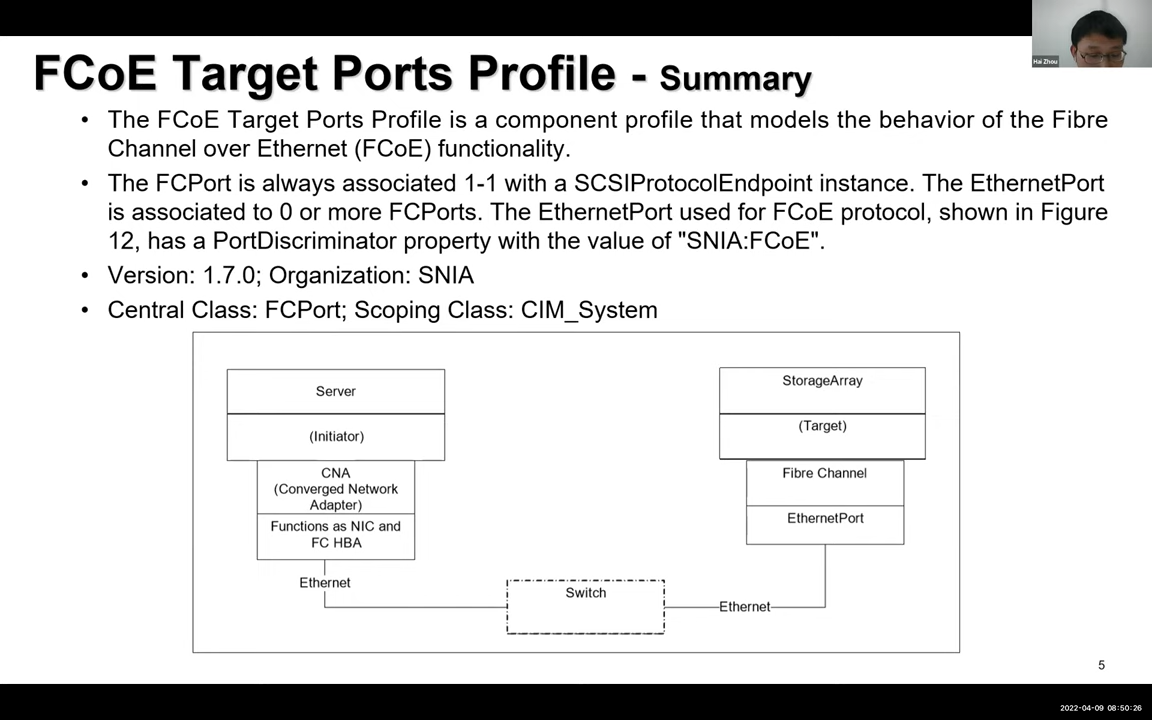 FCoE Target Ports Profile - Summary
Hai Zhou
• The FCoE Target Ports Profile is a component profile that models the behavior of the Fibre
Channel over Ethernet (FCoE) functionality.
• The FCPort is always associated 1-1 with a SCSIProtocolEndpoint instance. The EthernetPort
is associated to 0 or more FCPorts. The EthernetPort used for FCoE protocol, shown in Figure
12, has a PortDiscriminator property with the value of "SNIA:FCoE".
• Version: 1.7.0; Organization: SNIA
• Central Class: FCPort; Scoping Class: CIM_System
Server
(Initiator)
CNA
(Converged Network
Adapter)
Functions as NIC and
FC HBA
Ethernet
Switch
StorageArray
(Target)
Fibre Channel
EthernetPort
Ethernet
5
2022-04-09 08:50:26